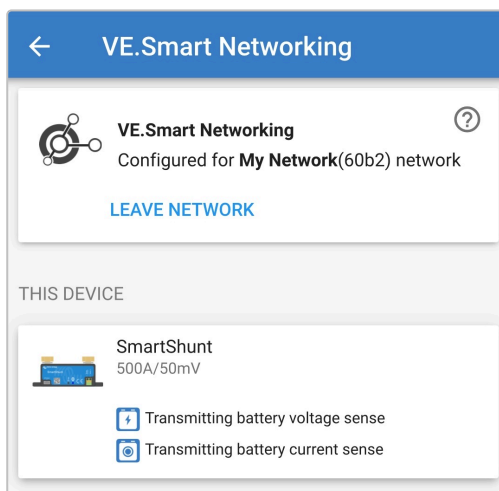 VE.Smart Networking
VE.Smart Networking
Configured for My Network(60b2) network
LEAVE NETWORK
THIS DEVICE
SmartShunt
500A/50mV
Transmitting battery voltage sense
Transmitting battery current sense